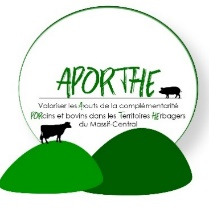 APORTHE
Valoriser les Atouts de la complémentarité
PORcins et bovins dans les Territoires HErbagers
du Massif-Central